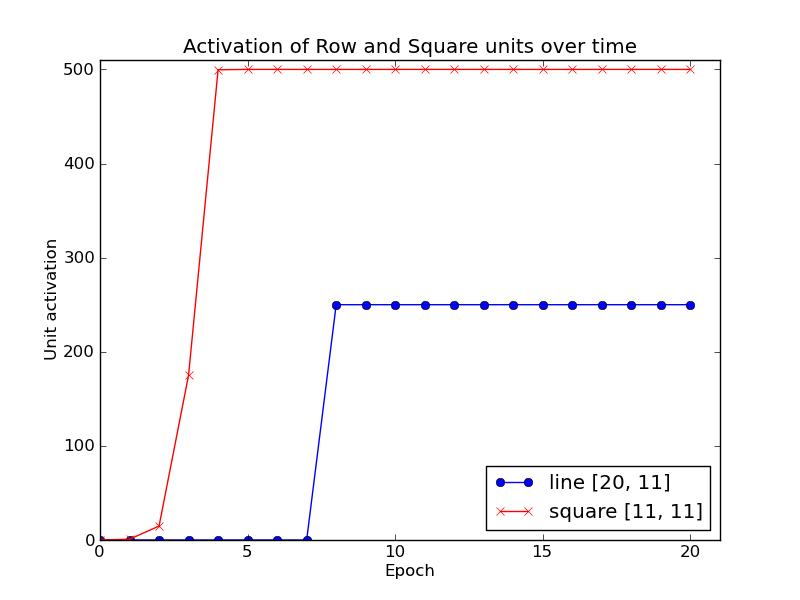 Activation of Row and Square units over time
500
400
300
200
100
0
Unit activation
0 5 10 15 20
Epoch
line [20, 11]
square [11, 11]